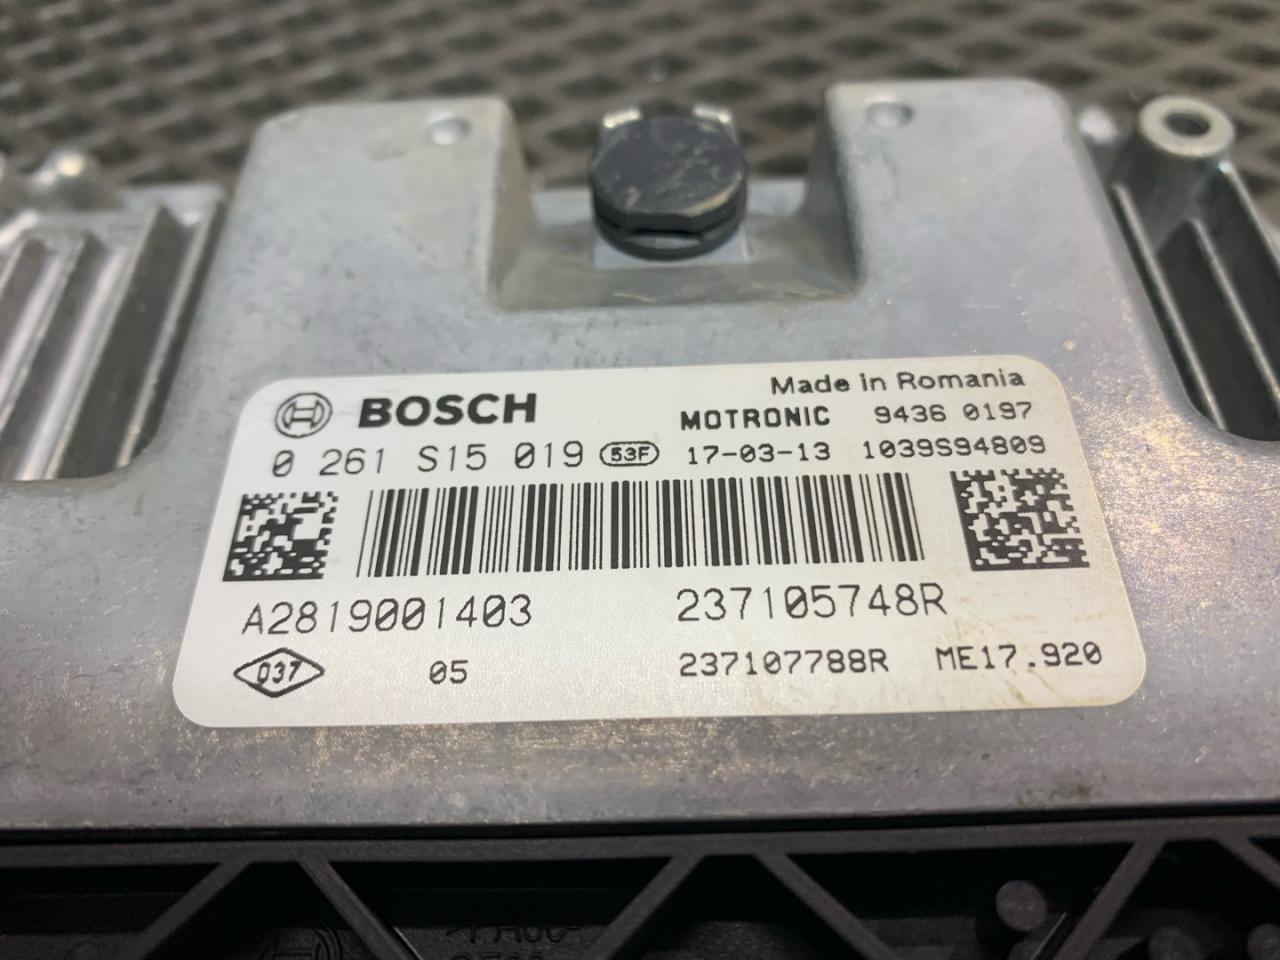 Made in Romania
BOSCH
MOTRONIC 9436 0197
0 261 S15 019 53F 17-03-13 1039S94809
A2819001403 237105748R
037 05 237107788R ME17.920